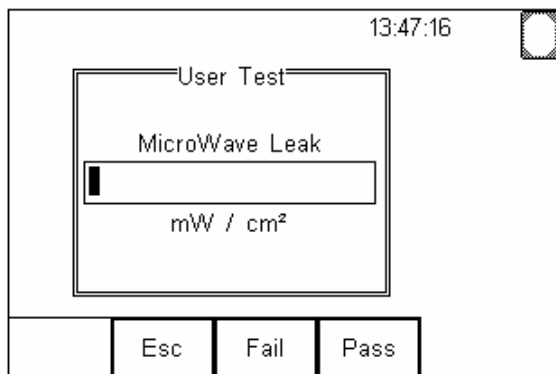 13:47:16
User Test
MicroWave Leak
mW / cm²
Esc Fail Pass